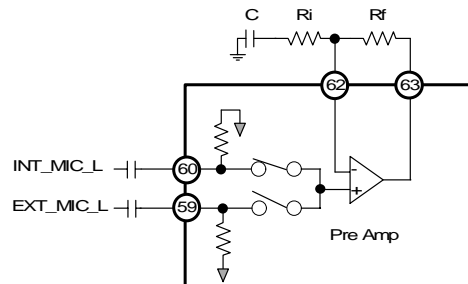 C Ri Rf
62 63
INT_MIC_L 60
EXT_MIC_L 59
- 
+
Pre Amp